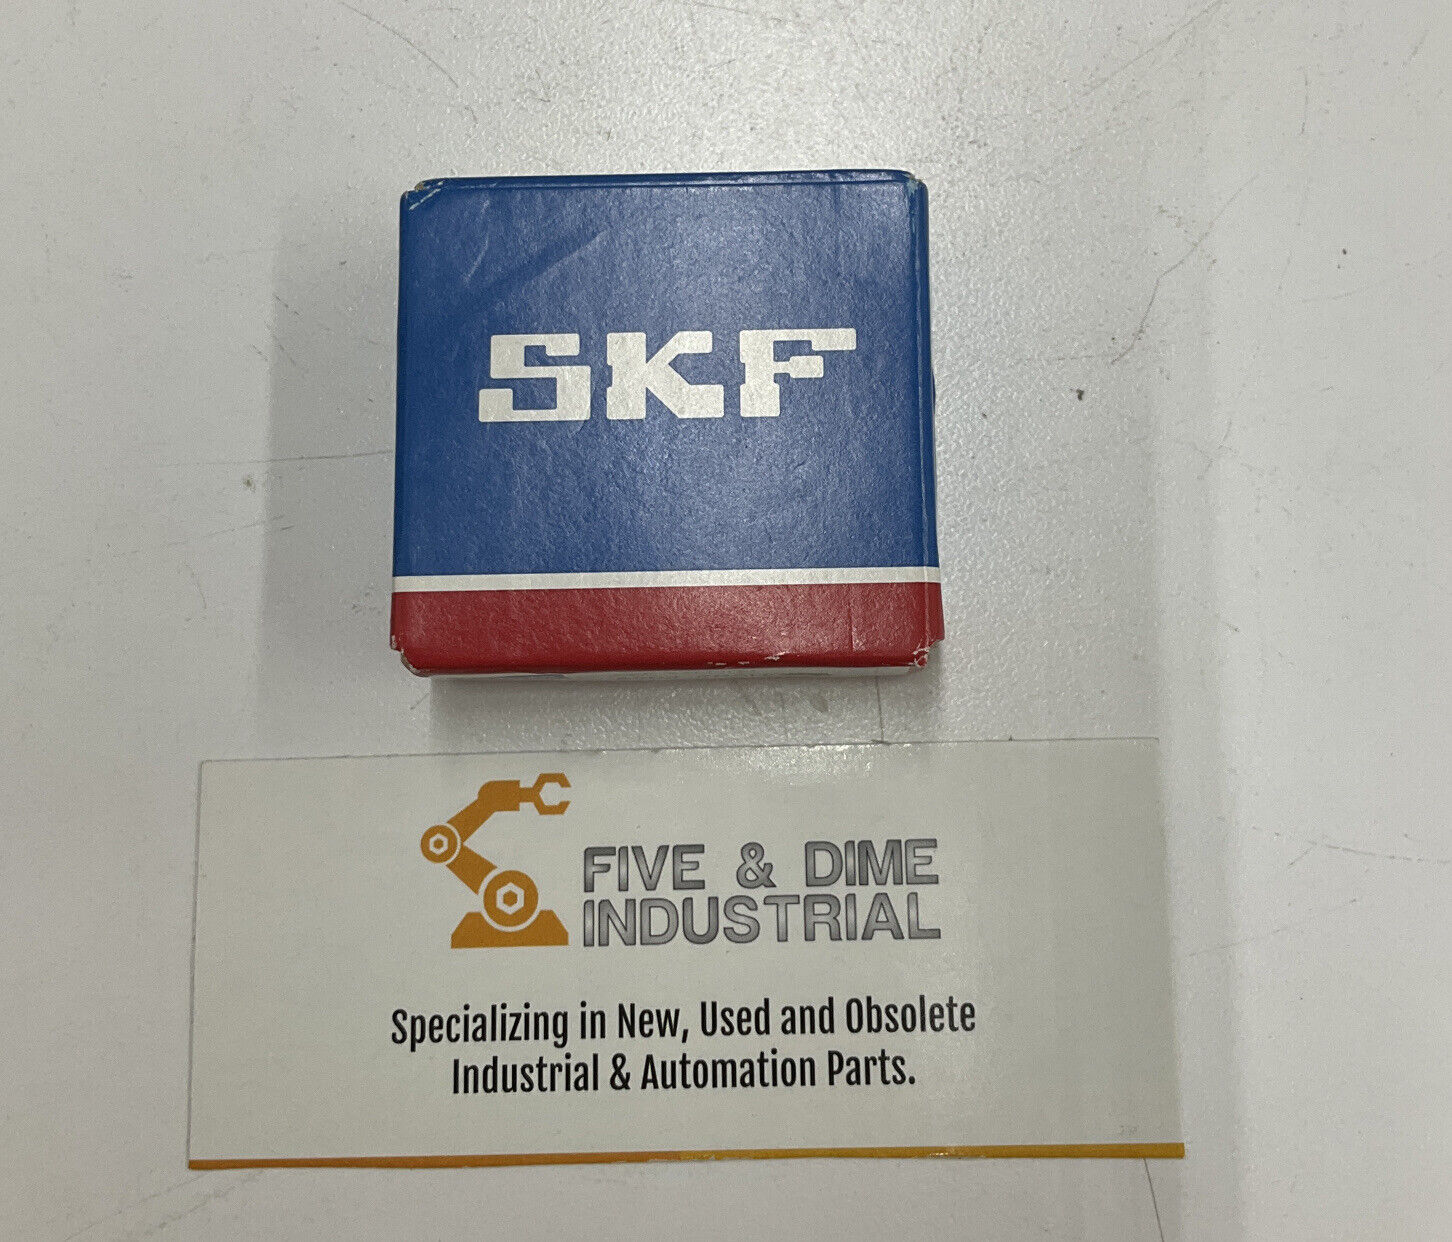 SKF
FIVE & DIME
INDUSTRIAL
Specializing in New, Used and Obsolete
Industrial & Automation Parts.